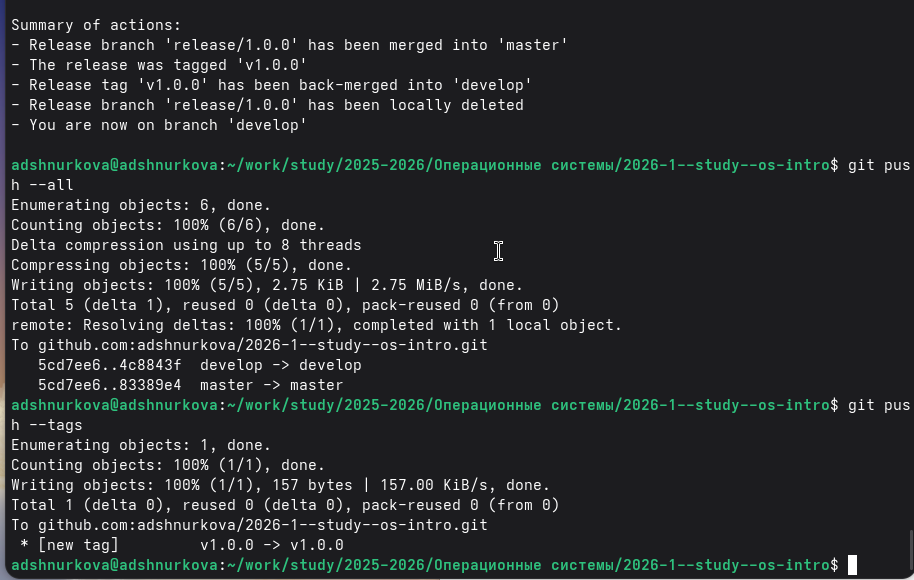 Summary of actions:
- Release branch 'release/1.0.0' has been merged into 'master'
- The release was tagged 'v1.0.0'
- Release tag 'v1.0.0' has been back-merged into 'develop'
- Release branch 'release/1.0.0' has been locally deleted
- You are now on branch 'develop'
adshnurkova@adshnurkova:~/work/study/2025-2026/Операционные системы/2026-1--study--os-intro$ git pus
h --all
Enumerating objects: 6, done.
Counting objects: 100% (6/6), done.
Delta compression using up to 8 threads
Compressing objects: 100% (5/5), done.
Writing objects: 100% (5/5), 2.75 KiB | 2.75 MiB/s, done.
Total 5 (delta 1), reused 0 (delta 0), pack-reused 0 (from 0)
remote: Resolving deltas: 100% (1/1), completed with 1 local object.
To github.com:adshnurkova/2026-1--study--os-intro.git
   5cd7ee6..4c8843f  develop -> develop
   5cd7ee6..83389e4  master -> master
adshnurkova@adshnurkova:~/work/study/2025-2026/Операционные системы/2026-1--study--os-intro$ git pus
h --tags
Enumerating objects: 1, done.
Counting objects: 100% (1/1), done.
Writing objects: 100% (1/1), 157 bytes | 157.00 KiB/s, done.
Total 1 (delta 0), reused 0 (delta 0), pack-reused 0 (from 0)
To github.com:adshnurkova/2026-1--study--os-intro.git
 * [new tag]         v1.0.0 -> v1.0.0
adshnurkova@adshnurkova:~/work/study/2025-2026/Операционные системы/2026-1--study--os-intro$